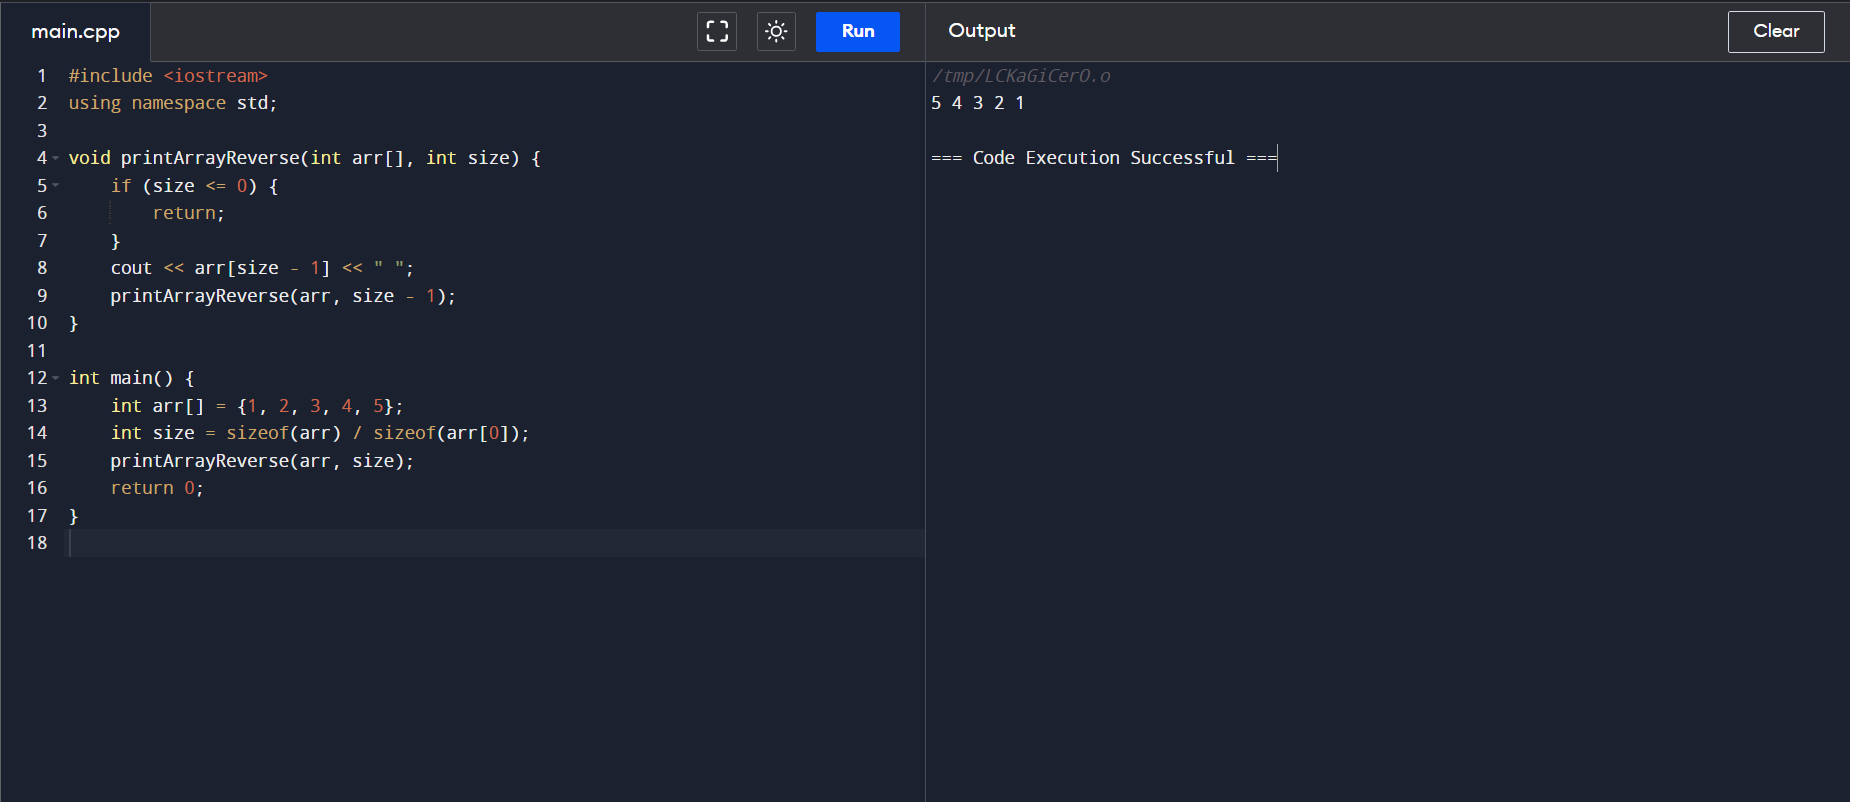 main.cpp
Run
Output
Clear
1 #include <iostream>
2 using namespace std;
3
4 void printArrayReverse(int arr[], int size) {
5     if (size <= 0) {
6         return;
7     }
8     cout << arr[size - 1] << " ";
9     printArrayReverse(arr, size - 1);
10 }
11
12 int main() {
13     int arr[] = {1, 2, 3, 4, 5};
14     int size = sizeof(arr) / sizeof(arr[0]);
15     printArrayReverse(arr, size);
16     return 0;
17 }
18
/tmp/LCKaGiCerO.o
5 4 3 2 1
=== Code Execution Successful ===